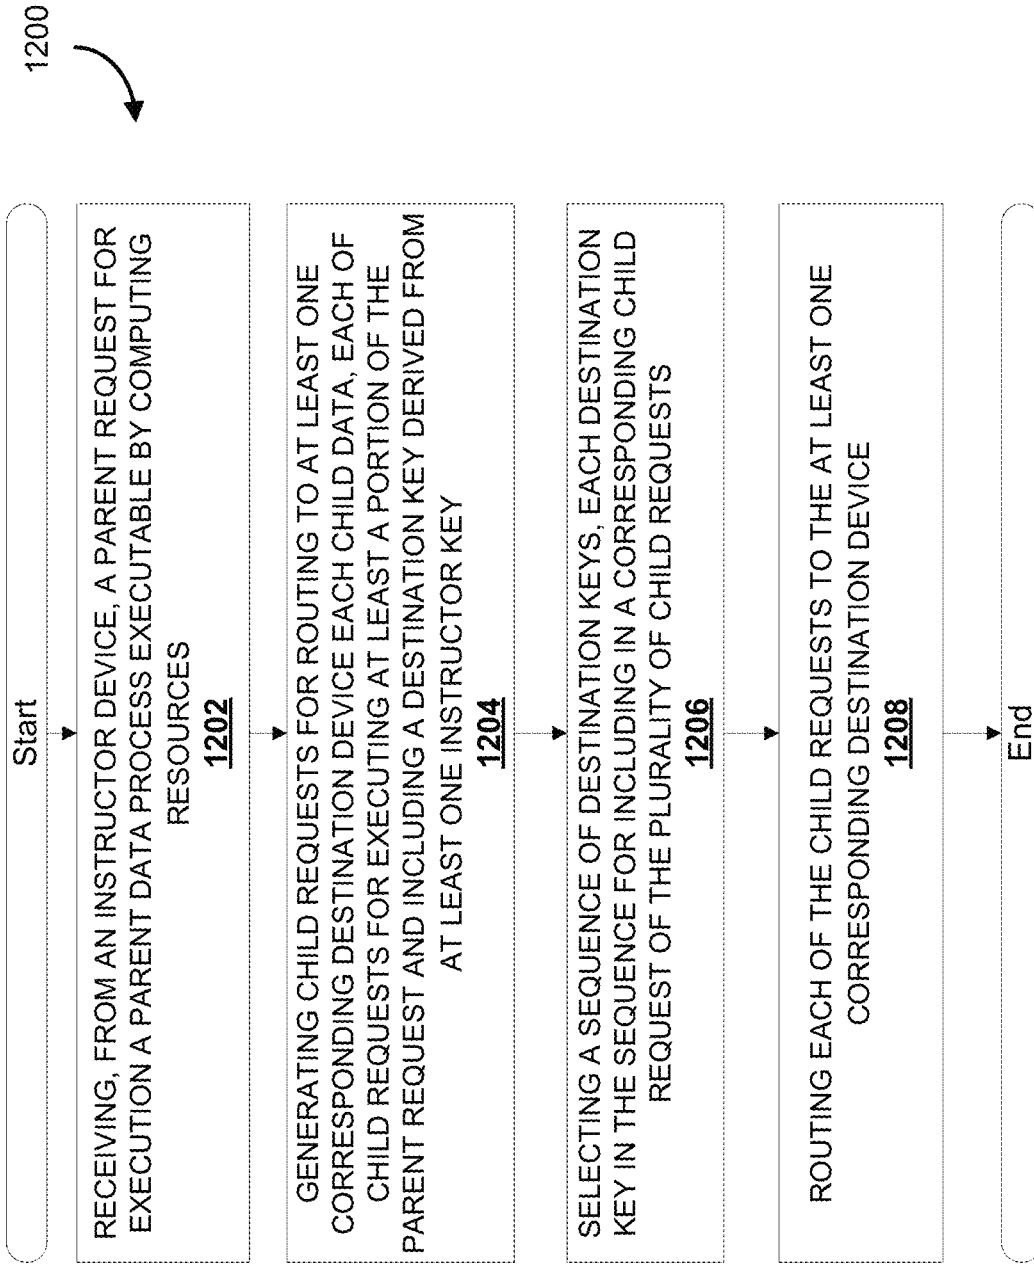 1200
Start
RECEIVING, FROM AN INSTRUCTOR DEVICE, A PARENT REQUEST FOR
EXECUTION A PARENT DATA PROCESS EXECUTABLE BY COMPUTING
RESOURCES
1202
GENERATING CHILD REQUESTS FOR ROUTING TO AT LEAST ONE
CORRESPONDING DESTINATION DEVICE EACH CHILD DATA, EACH OF
CHILD REQUESTS FOR EXECUTING AT LEAST A PORTION OF THE
PARENT REQUEST AND INCLUDING A DESTINATION KEY DERIVED FROM
AT LEAST ONE INSTRUCTOR KEY
1204
SELECTING A SEQUENCE OF DESTINATION KEYS, EACH DESTINATION
KEY IN THE SEQUENCE FOR INCLUDING IN A CORRESPONDING CHILD
REQUEST OF THE PLURALITY OF CHILD REQUESTS
1206
ROUTING EACH OF THE CHILD REQUESTS TO THE AT LEAST ONE
CORRESPONDING DESTINATION DEVICE
1208
End